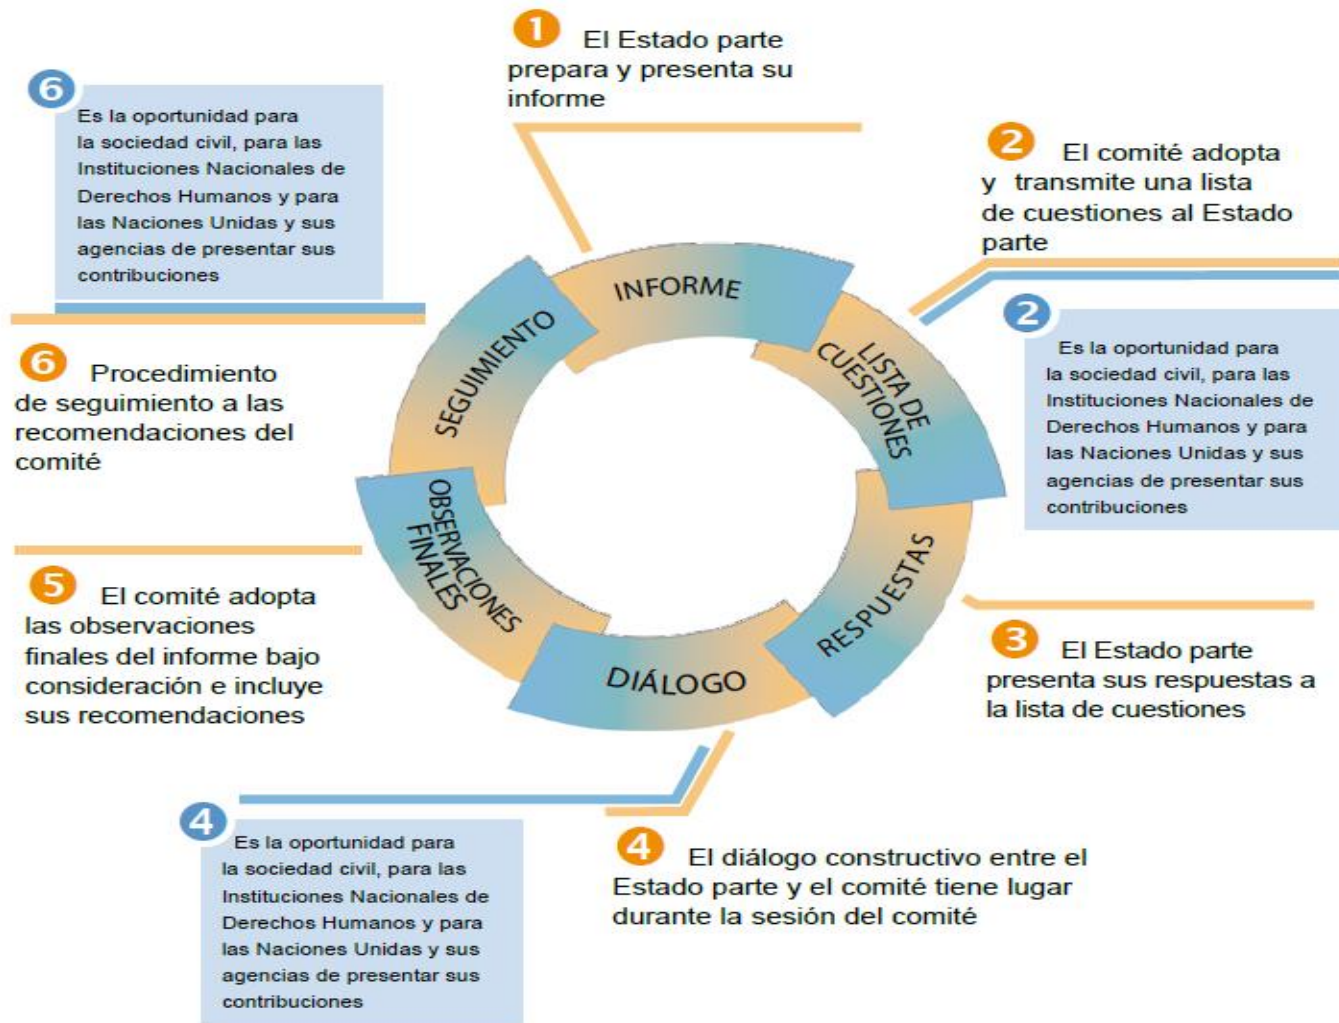 1 El Estado parte
prepara y presenta su
informe
2 El comité adopta
y transmite una lista
de cuestiones al Estado
parte
2
Es la oportunidad para
la sociedad civil, para las
Instituciones Nacionales de
Derechos Humanos y para
las Naciones Unidas y sus
agencias de presentar sus
contribuciones
3 El Estado parte
presenta sus respuestas a
la lista de cuestiones
4 El diálogo constructivo entre el
Estado parte y el comité tiene lugar
durante la sesión del comité
4
Es la oportunidad para
la sociedad civil, para las
Instituciones Nacionales de
Derechos Humanos y para
las Naciones Unidas y sus
agencias de presentar sus
contribuciones
5 El comité adopta
las observaciones
finales del informe bajo
consideración e incluye
sus recomendaciones
6 Procedimiento
de seguimiento a las
recomendaciones del
comité
6
Es la oportunidad para
la sociedad civil, para las
Instituciones Nacionales de
Derechos Humanos y para
las Naciones Unidas y sus
agencias de presentar sus
contribuciones
INFORME
LISTA DE
CUESTIONES
RESPUESTAS
DIÁLOGO
OBSERVACIONES
FINALES
SEGUIMIENTO